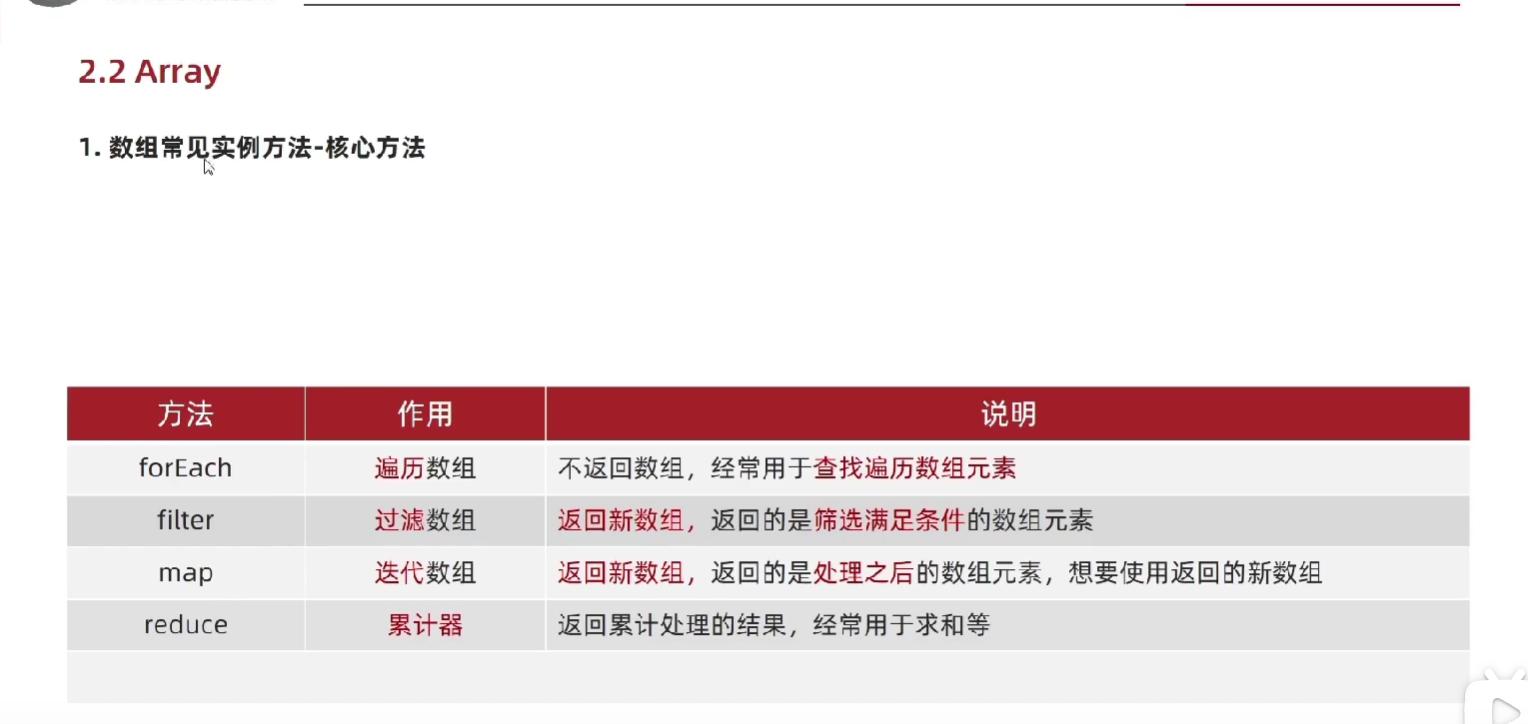 2.2 Array
1. 数组常见实例方法-核心方法
方法 作用 说明
forEach 遍历数组 不返回数组，经常用于查找遍历数组元素
filter 过滤数组 返回新数组，返回的是筛选满足条件的数组元素
map 迭代数组 返回新数组，返回的是处理之后的数组元素，想要使用返回的新数组
reduce 累计器 返回累计处理的结果，经常用于求和等